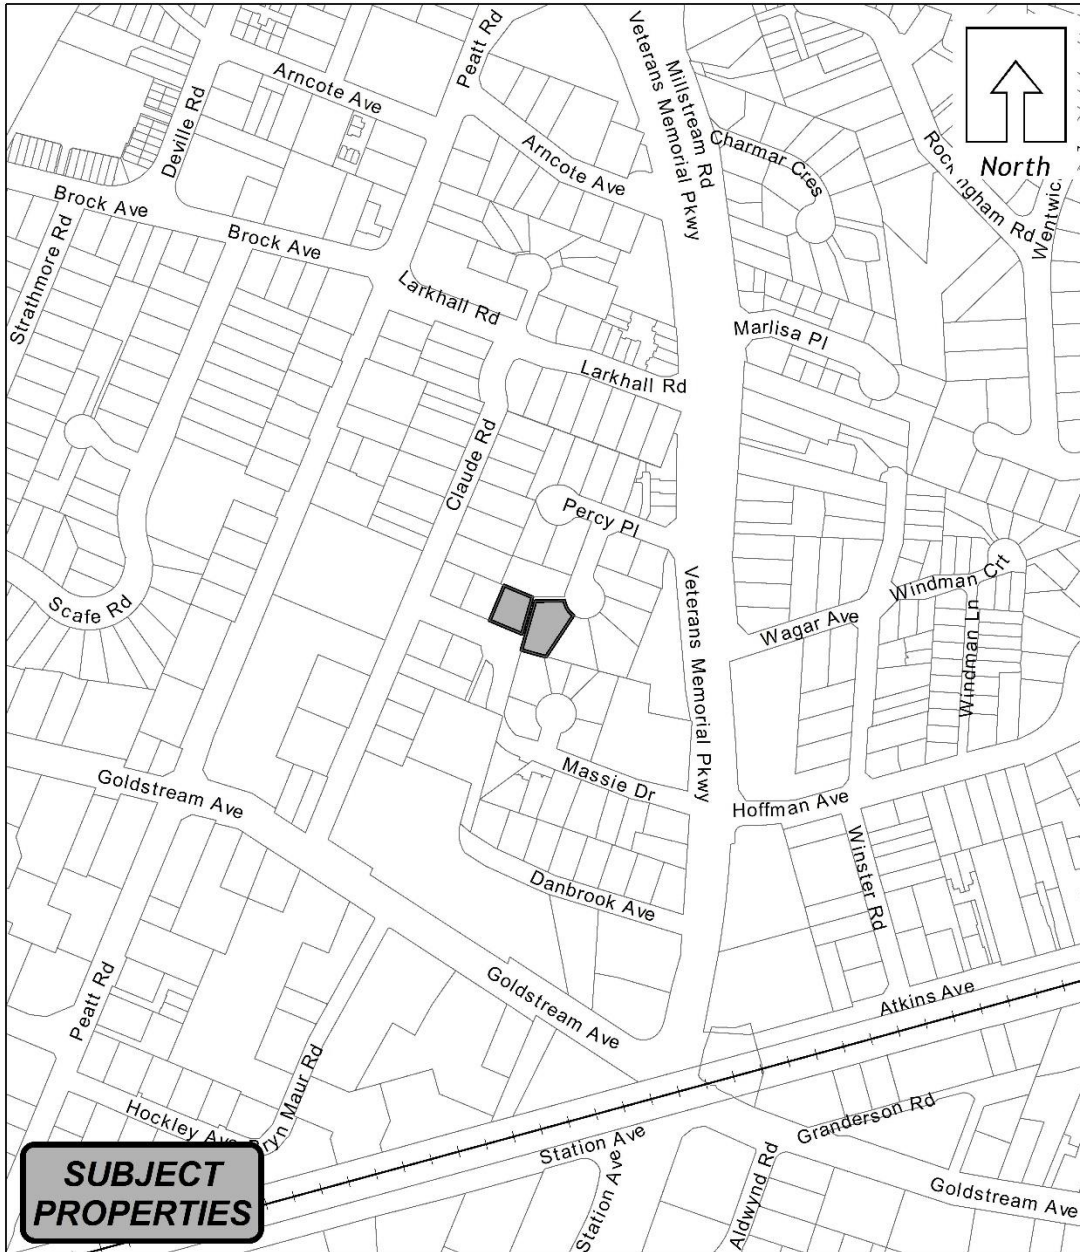 Peatt Rd
Veterans Memorial Pkwy
Millstream Rd
Arncote Ave
Deville Rd
Arncote Ave
Charmar Cres
Rockingham Rd
North
Brock Ave
Brock Ave
Strathmore Rd
Larkhall Rd
Marlisa Pl
Larkhall Rd
Claude Rd
Percy Pl
Scafe Rd
Veterans Memorial Pkwy
Windman Crt
Wagar Ave
Windman Ln
Goldstream Ave
Massie Dr
Hoffman Ave
Winster Rd
Danbrook Ave
Peatt Rd
Goldstream Ave
Atkins Ave
Bryn Maur Rd
Hockley Ave
Granderson Rd
Station Ave
Station Ave
Aldwynd Rd
Goldstream Ave
SUBJECT
PROPERTIES